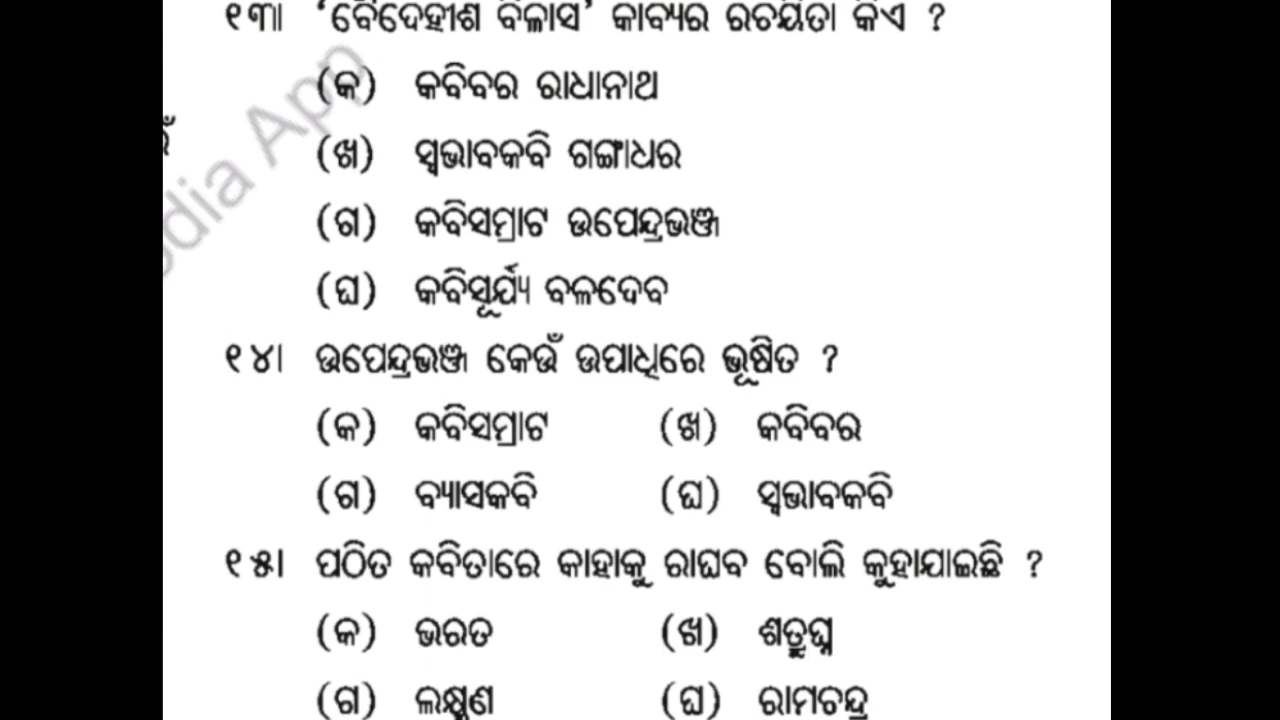 ୧୩। 'ବୈଦେହୀଶ ବିଳାସ' କାବ୍ୟର ରଚୟିତା କିଏ ?
(କ) କବିବର ରାଧାନାଥ
(ଖ) ସ୍ୱଭାବକବି ଗଙ୍ଗାଧର
(ଗ) କବିସମ୍ରାଟ ଉପେନ୍ଦ୍ରଭଞ୍ଜ
(ଘ) କବିସୂର୍ଯ୍ୟ ବଳଦେବ
୧୪। ଉପେନ୍ଦ୍ରଭଞ୍ଜ କେଉଁ ଉପାଧିରେ ଭୂଷିତ ?
(କ) କବିସମ୍ରାଟ (ଖ) କବିବର
(ଗ) ବ୍ୟାସକବି (ଘ) ସ୍ୱଭାବକବି
୧୫। ପଠିତ କବିତାରେ କାହାକୁ ରାଘବ ବୋଲି କୁହାଯାଇଛି ?
(କ) ଭରତ (ଖ) ଶତ୍ରୁଘ୍ନ
(ଗ) ଲକ୍ଷ୍ମଣ (ଘ) ରାମଚନ୍ଦ୍ର
App